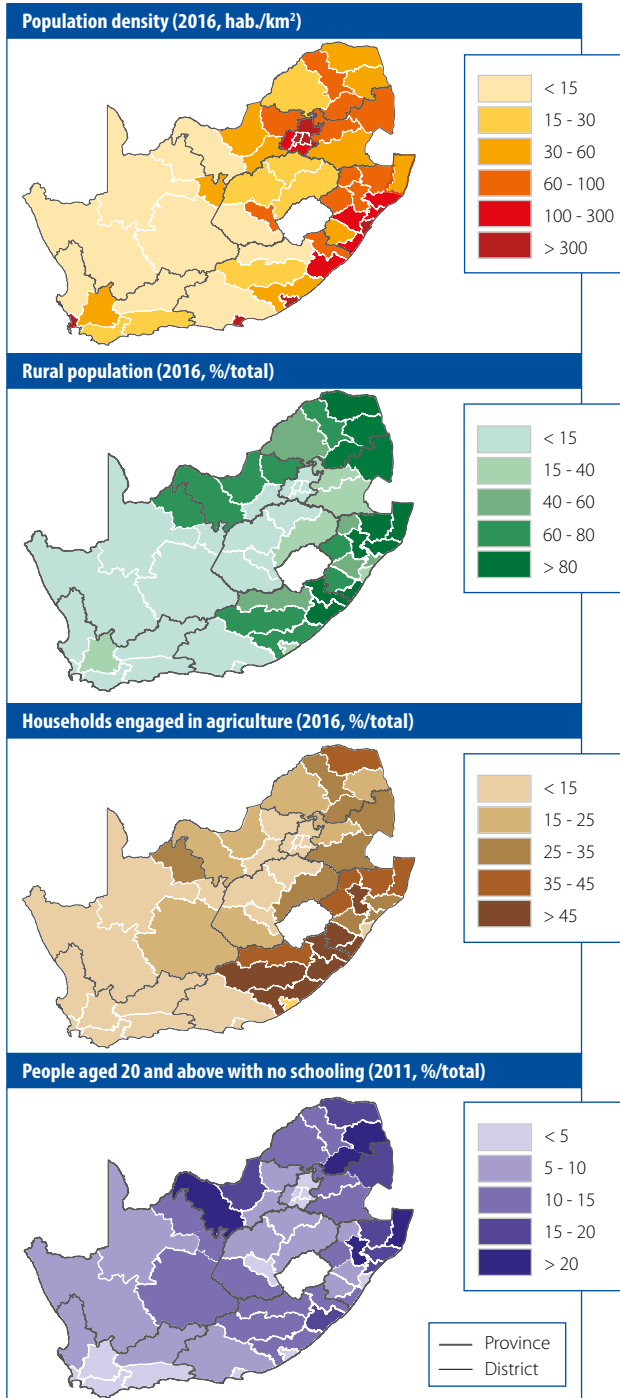 Population density (2016, hab./km²)
< 15
15 - 30
30 - 60
60 - 100
100 - 300
> 300
Rural population (2016, %/total)
< 15
15 - 40
40 - 60
60 - 80
> 80
Households engaged in agriculture (2016, %/total)
< 15
15 - 25
25 - 35
35 - 45
> 45
People aged 20 and above with no schooling (2011, %/total)
< 5
5 - 10
10 - 15
15 - 20
> 20
Province
District